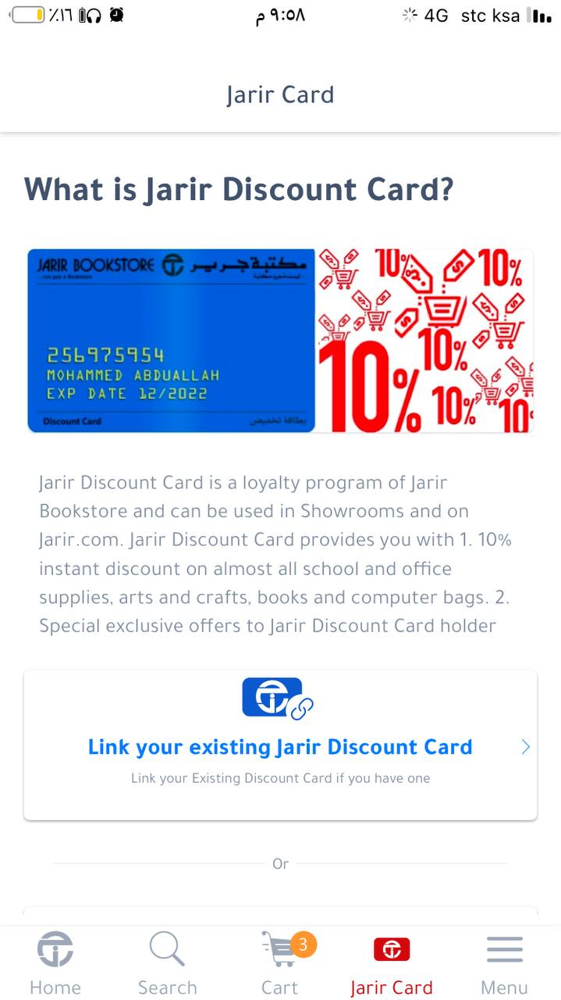 ٪١٦
٩:٥٨ م
4G stc ksa
Jarir Card
What is Jarir Discount Card?
JARIR BOOKSTORE مكتبة جرير
...not just a Bookstore ...ليست مجرد مكتبة
256975954
MOHAMMED ABDUALLAH
EXP DATE 12/2022
Discount Card بطاقة تخفيض
10%
10%
10%
10%
10%
10
Jarir Discount Card is a loyalty program of Jarir
Bookstore and can be used in Showrooms and on
Jarir.com. Jarir Discount Card provides you with 1. 10%
instant discount on almost all school and office
supplies, arts and crafts, books and computer bags. 2.
Special exclusive offers to Jarir Discount Card holder
Link your existing Jarir Discount Card
Link your Existing Discount Card if you have one
Or
3
Home Search Cart Jarir Card Menu